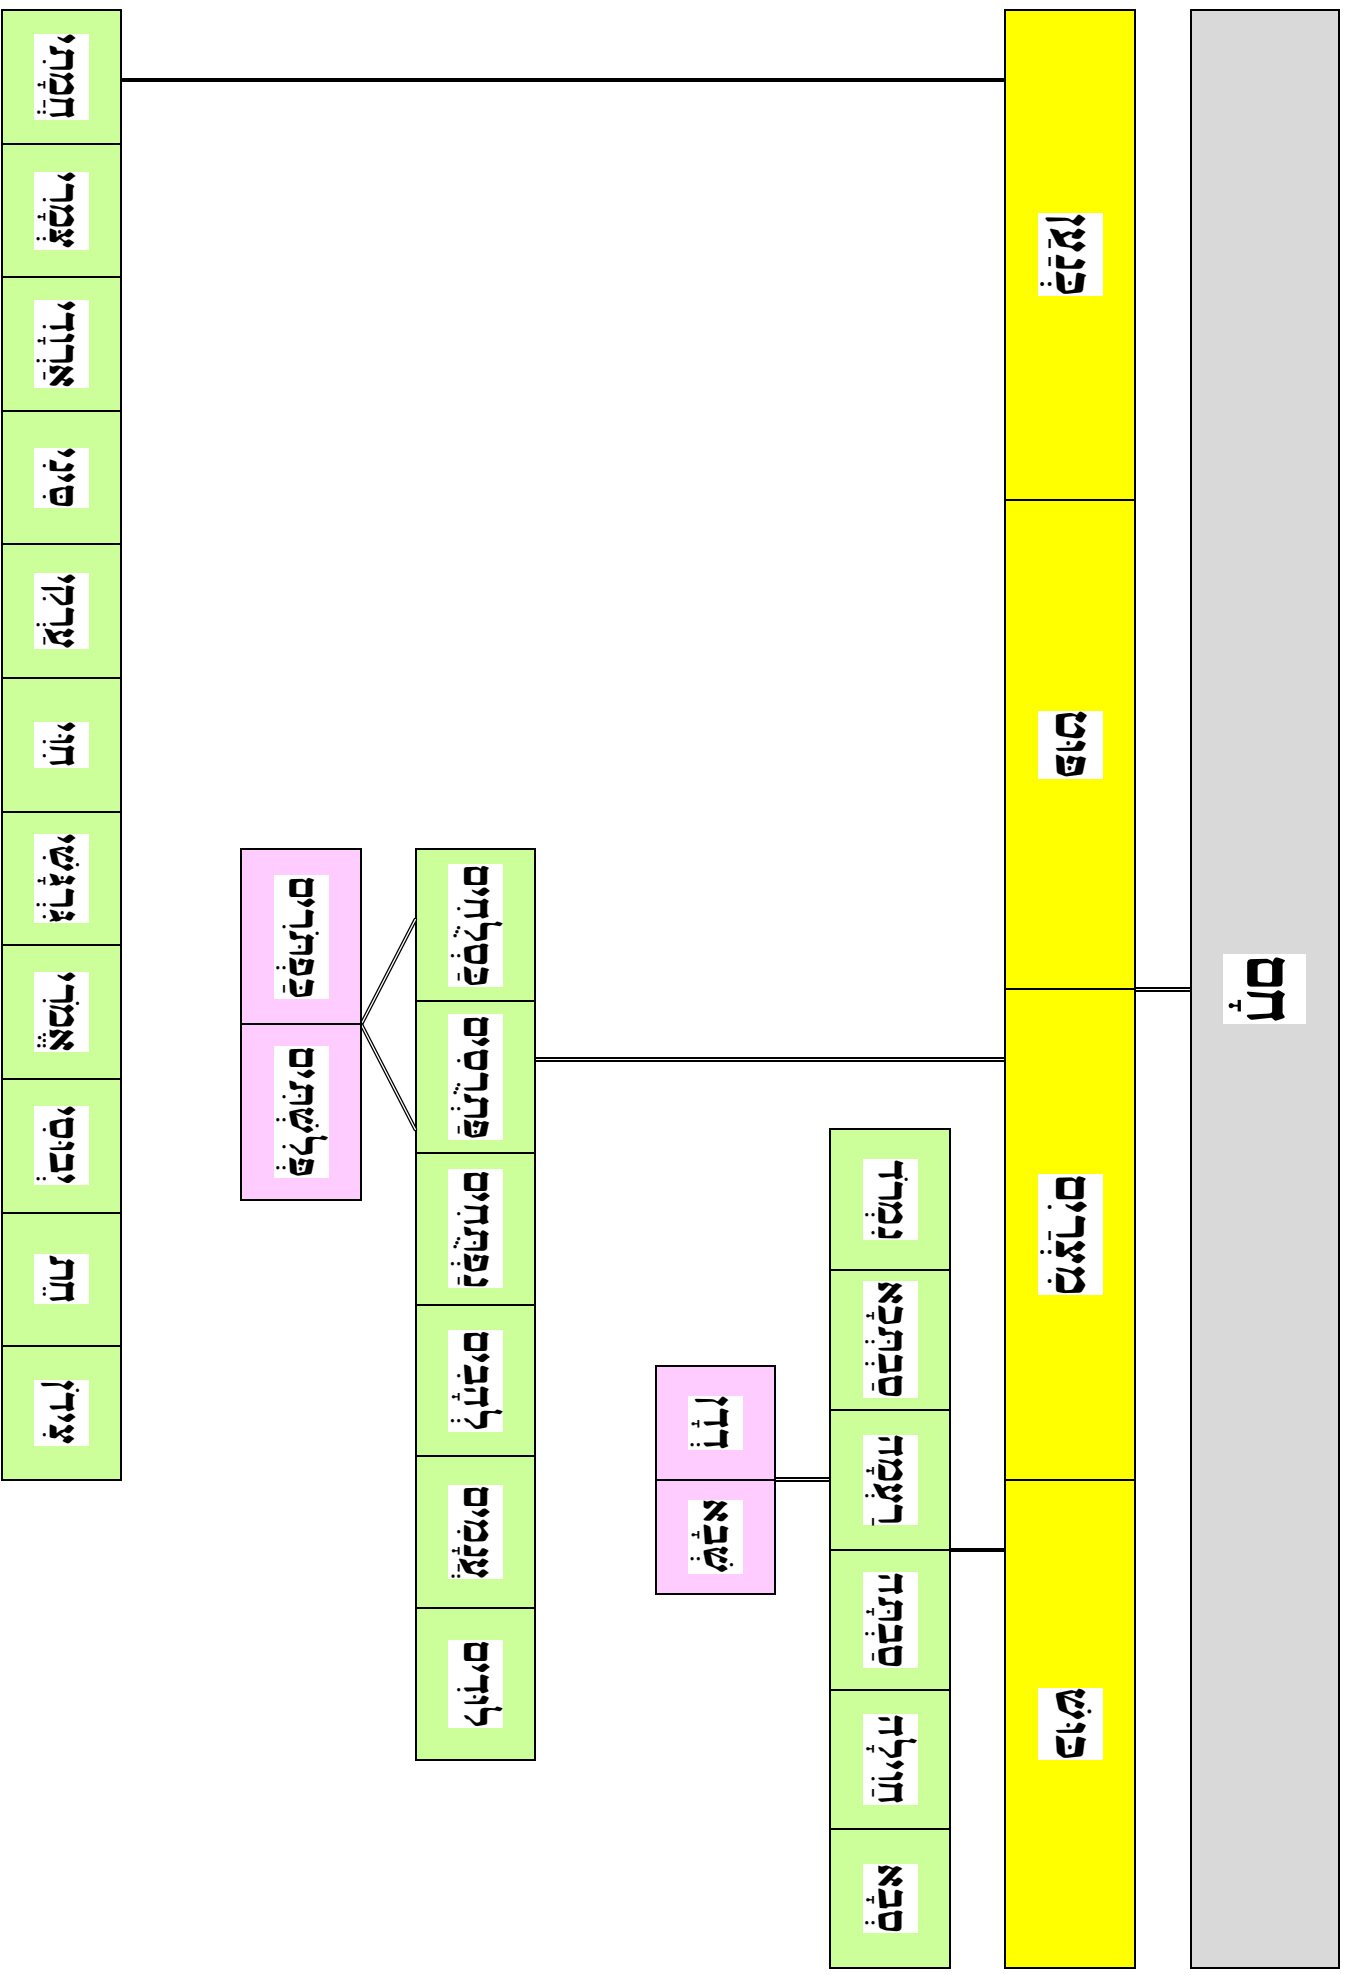 חָם
כּוּשׁ
מִצְרַיִם
פּוּט
כְּנַעַן
סְבָא
חַוִילָה
סַבְתָּה
רַעְמָה
סַבְתְּכָא
נִמְרֹד
שְׁבָא
דְדָן
לוּדִים
עֲנָמִים
לְהָבִים
נַפְתֻּחִים
פַּתְרֻסִים
כַּסְלֻחִים
פְּלִשְׁתִּים
כַּפְתֹּרִים
צִידֹן
חֵת
יְבוּסִי
אֱמֹרִי
גִּרְגָּשִׁי
חִוִּי
עַרְקִי
סִּינִי
אַרְוָדִי
צְמָרִי
חֲמָתִי